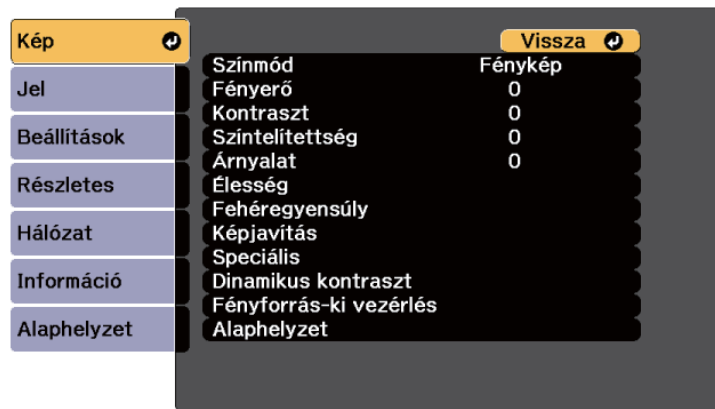 Kép
Jel
Beállítások
Részletes
Hálózat
Információ
Alaphelyzet
Vissza
Színmód Fénykép
Fényerő 0
Kontraszt 0
Színtelítettség 0
Árnyalat 0
Élesség
Fehéregyensúly
Képjavítás
Speciális
Dinamikus kontraszt
Fényforrás-ki vezérlés
Alaphelyzet